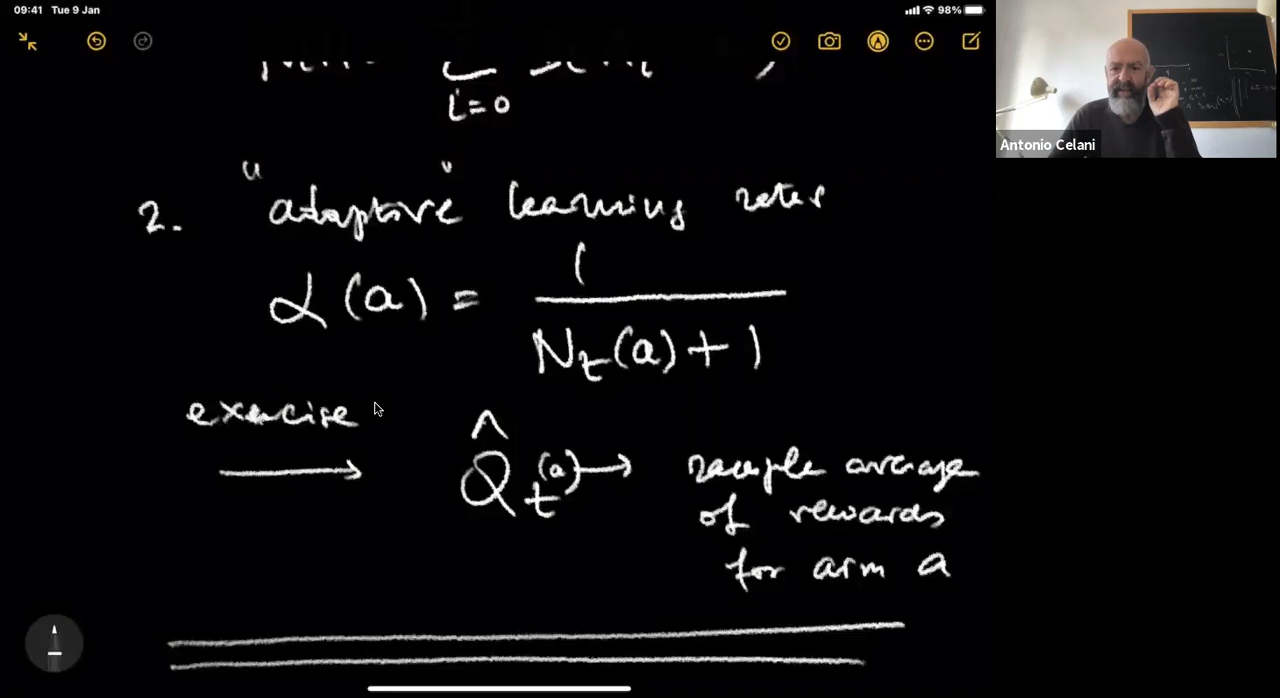 09:41 Tue 9 Jan
98%
Antonio Celani
i=0
2. "adaptive" learning rates
α(a) = 1 / (N_t(a) + 1)
exercise
⟶ Q̂_t(a) → sample average
of rewards
for arm a